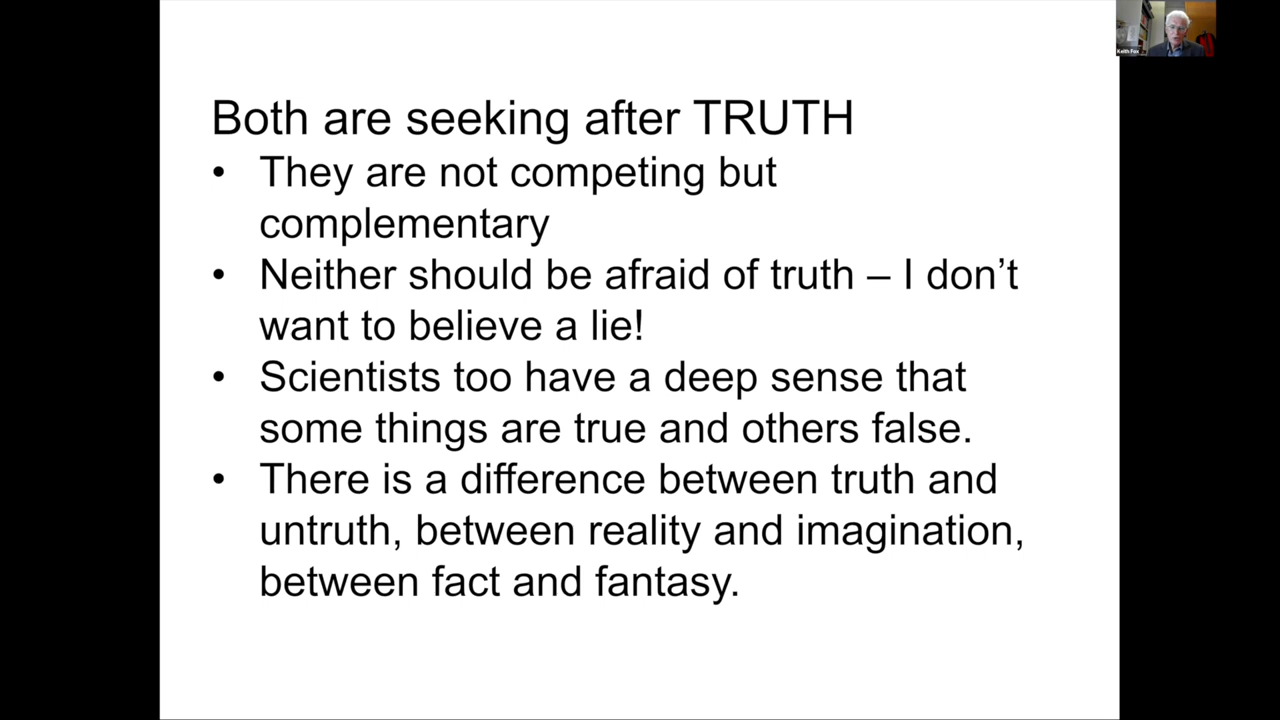 Keith Fox
Both are seeking after TRUTH
• They are not competing but
complementary
• Neither should be afraid of truth – I don’t
want to believe a lie!
• Scientists too have a deep sense that
some things are true and others false.
• There is a difference between truth and
untruth, between reality and imagination,
between fact and fantasy.